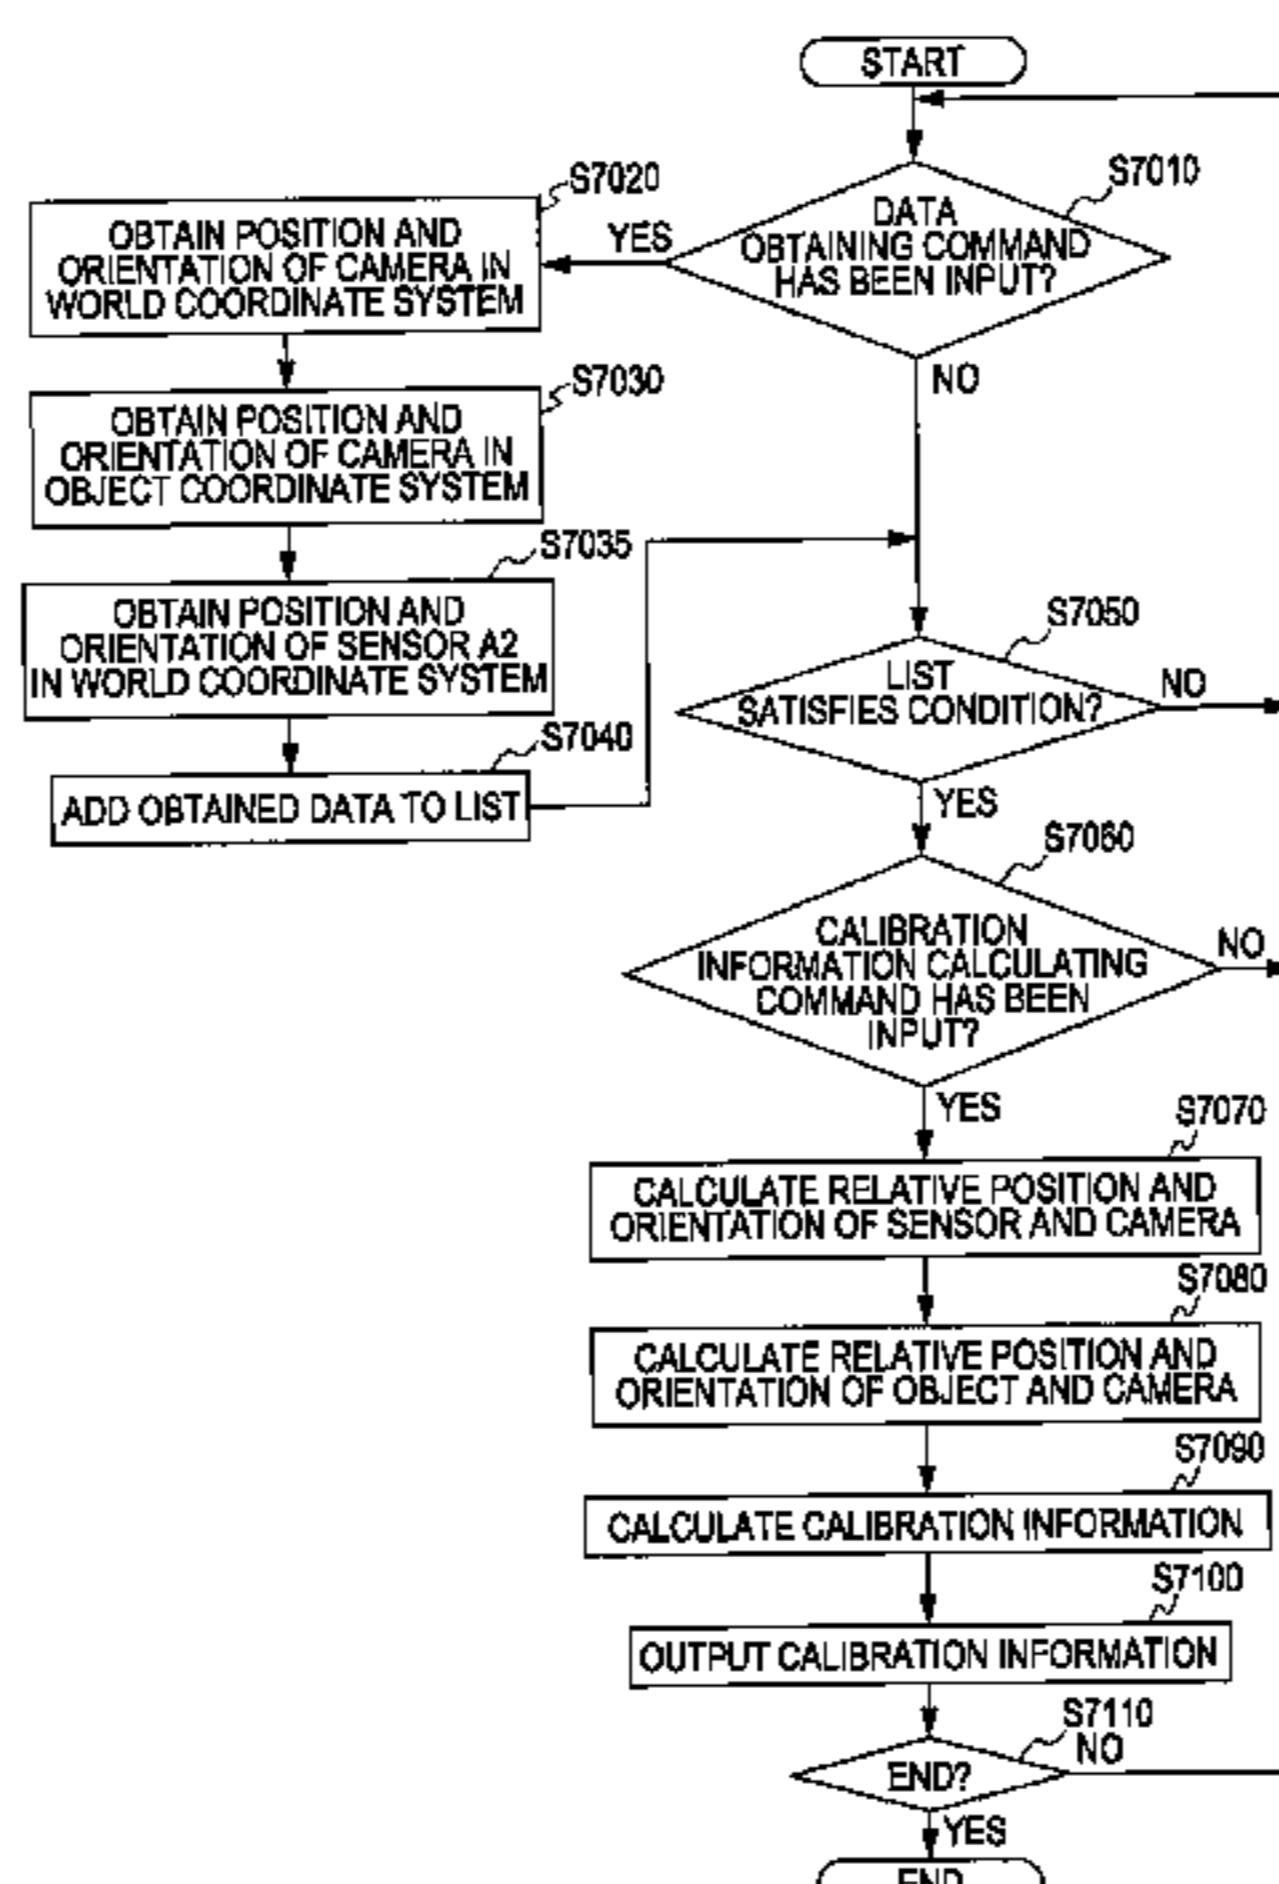 START
S7010
DATA
OBTAINING COMMAND
HAS BEEN INPUT?
YES
NO
S7020
OBTAIN POSITION AND
ORIENTATION OF CAMERA IN
WORLD COORDINATE SYSTEM
S7030
OBTAIN POSITION AND
ORIENTATION OF CAMERA IN
OBJECT COORDINATE SYSTEM
S7035
OBTAIN POSITION AND
ORIENTATION OF SENSOR A2
IN WORLD COORDINATE SYSTEM
S7040
ADD OBTAINED DATA TO LIST
S7050
LIST
SATISFIES CONDITION?
NO
YES
S7060
CALIBRATION
INFORMATION CALCULATING
COMMAND HAS BEEN
INPUT?
NO
YES
S7070
CALCULATE RELATIVE POSITION AND
ORIENTATION OF SENSOR AND CAMERA
S7080
CALCULATE RELATIVE POSITION AND
ORIENTATION OF OBJECT AND CAMERA
S7090
CALCULATE CALIBRATION INFORMATION
S7100
OUTPUT CALIBRATION INFORMATION
S7110
END?
NO
YES
END